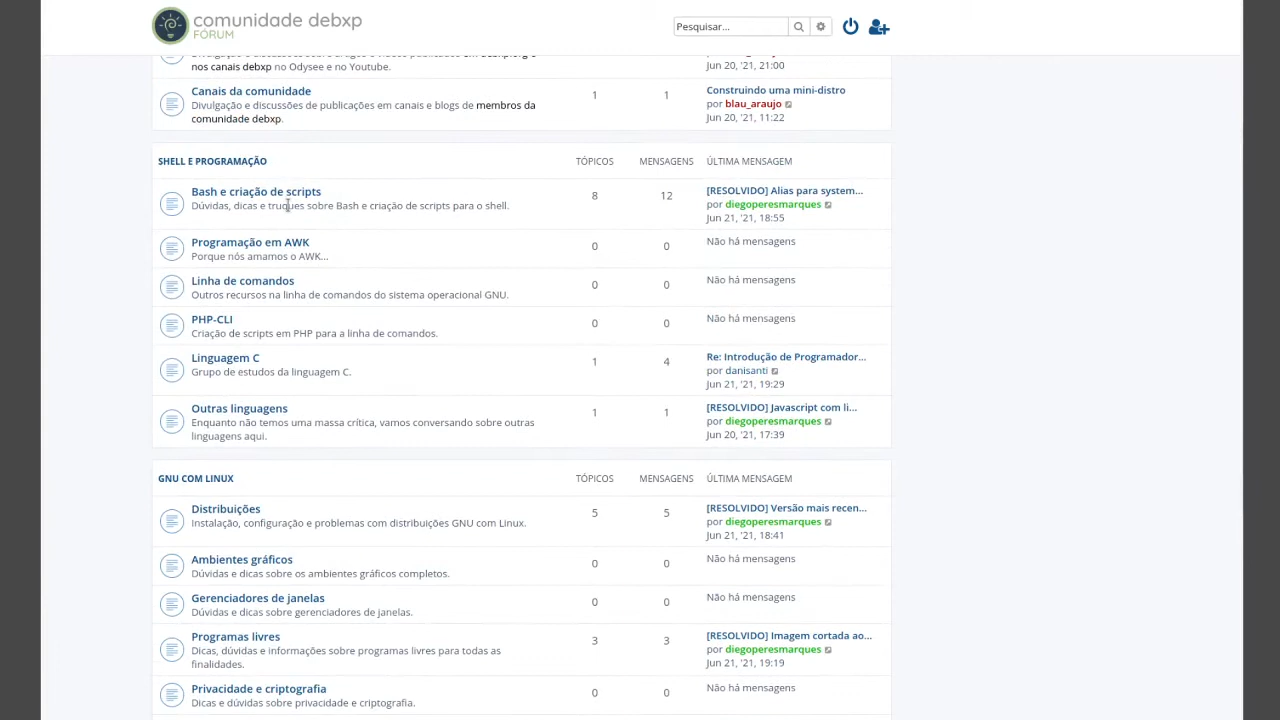 comunidade debxp
FÓRUM
Pesquisar...
nos canais debxp no Odysee e no Youtube.
Jun 20, '21, 21:00
Canais da comunidade
1
1
Construindo uma mini-distro
Divulgação e discussões de publicações em canais e blogs de membros da
por blau_araujo
comunidade debxp.
Jun 20, '21, 11:22
SHELL E PROGRAMAÇÃO
TÓPICOS
MENSAGENS
ÚLTIMA MENSAGEM
Bash e criação de scripts
8
12
[RESOLVIDO] Alias para system...
Dúvidas, dicas e truques sobre Bash e criação de scripts para o shell.
por diegoperesmarques
Jun 21, '21, 18:55
Programação em AWK
0
0
Não há mensagens
Porque nós amamos o AWK...
Linha de comandos
0
0
Não há mensagens
Outros recursos na linha de comandos do sistema operacional GNU.
PHP-CLI
0
0
Não há mensagens
Criação de scripts em PHP para a linha de comandos.
Linguagem C
1
4
Re: Introdução de Programador...
Grupo de estudos da linguagem C.
por danisanti
Jun 21, '21, 19:29
Outras linguagens
1
1
[RESOLVIDO] Javascript com li...
Enquanto não temos uma massa crítica, vamos conversando sobre outras
por diegoperesmarques
linguagens aqui.
Jun 20, '21, 17:39
GNU COM LINUX
TÓPICOS
MENSAGENS
ÚLTIMA MENSAGEM
Distribuições
5
5
[RESOLVIDO] Versão mais recen...
Instalação, configuração e problemas com distribuições GNU com Linux.
por diegoperesmarques
Jun 21, '21, 18:41
Ambientes gráficos
0
0
Não há mensagens
Dúvidas e dicas sobre os ambientes gráficos completos.
Gerenciadores de janelas
0
0
Não há mensagens
Dúvidas e dicas sobre gerenciadores de janelas.
Programas livres
3
3
[RESOLVIDO] Imagem cortada ao...
Dicas, dúvidas e informações sobre programas livres para todas as
por diegoperesmarques
finalidades.
Jun 21, '21, 19:19
Privacidade e criptografia
0
0
Não há mensagens
Dicas e dúvidas sobre privacidade e criptografia.